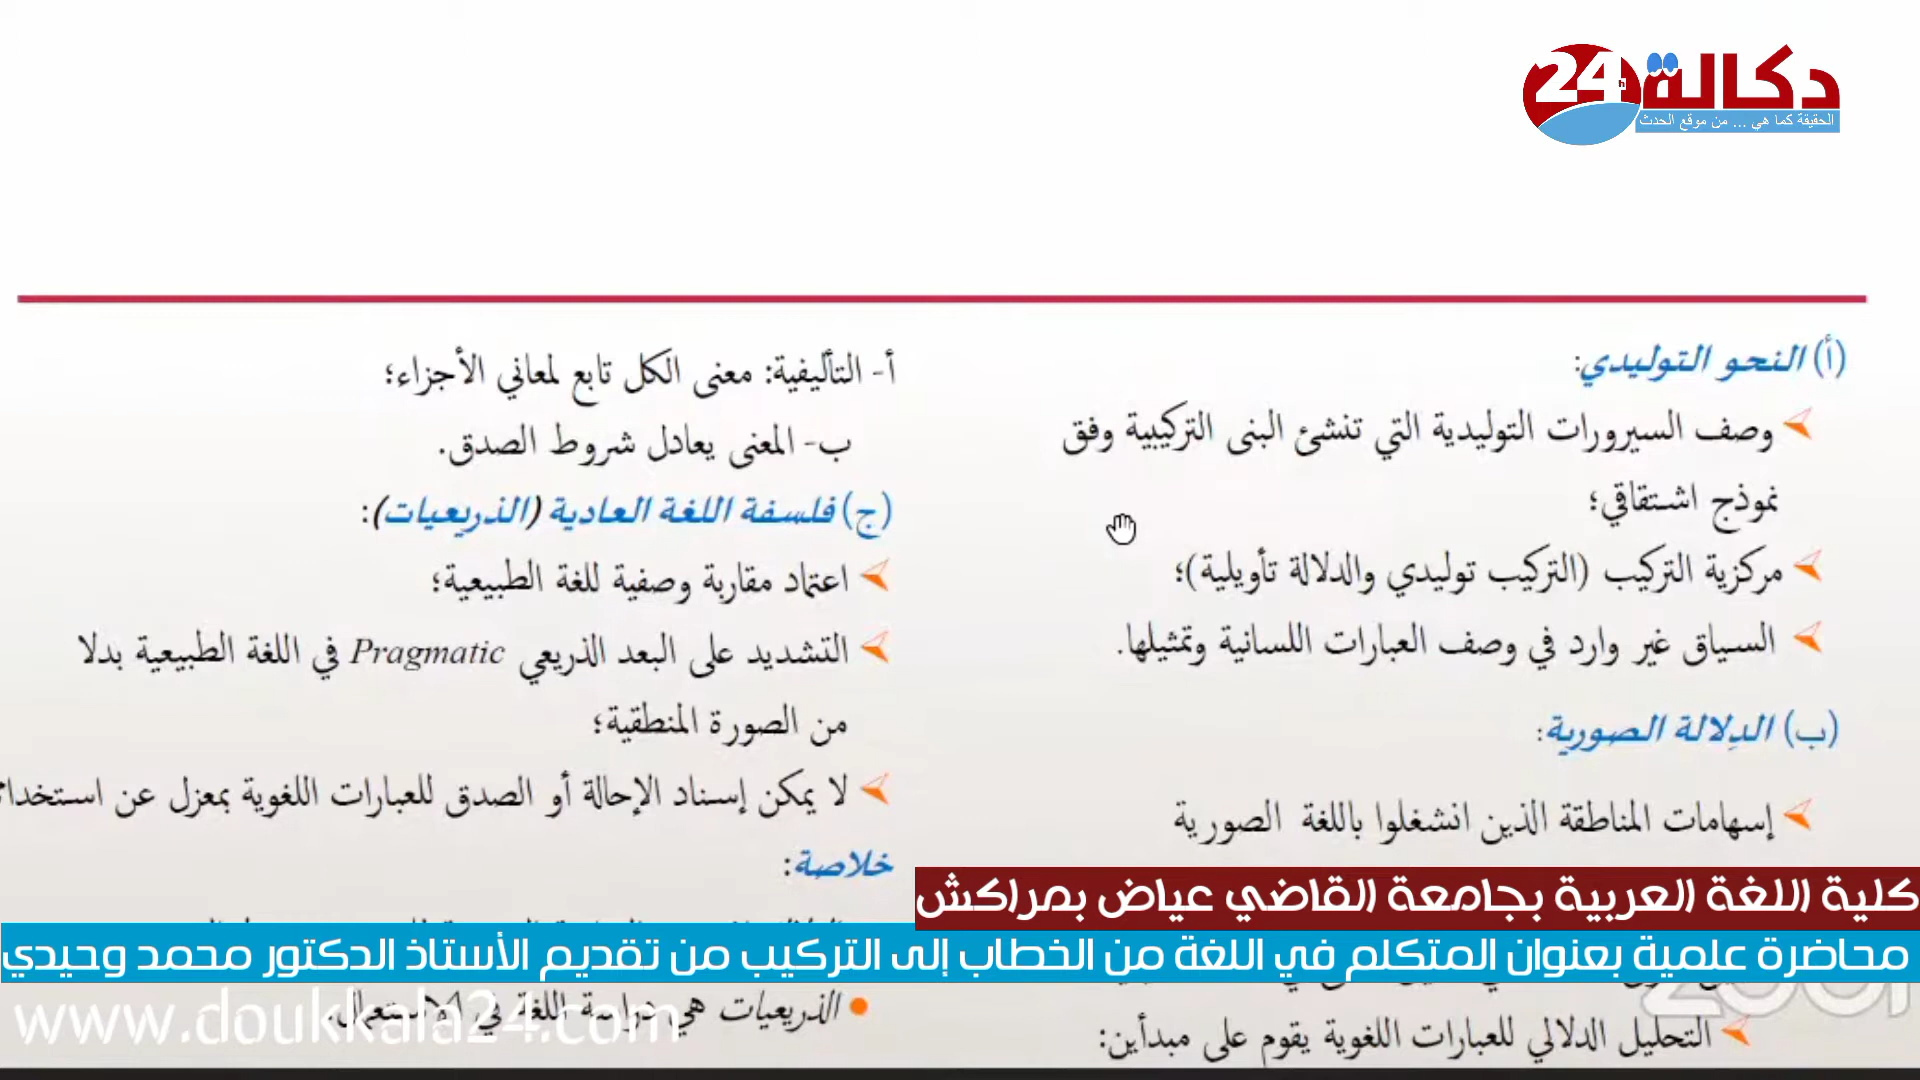 24h
دكالة
الحقيقة كما هي ... من موقع الحدث
(أ) النحو التوليدي:
وصف السيرورات التوليدية التي تنشئ البنى التركيبية وفق
نموذج اشتقاقي؛
مركزية التركيب (التركيب توليدي والدلالة تأويلية)؛
السياق غير وارد في وصف العبارات اللسانية وتمثيلها.
(ب) الدلالة الصورية:
إسهامات المناطقة الذين انشغلوا باللغة الصورية
التحليل الدلالي للعبارات اللغوية يقوم على مبدأين:
أ- التأليفية: معنى الكل تابع لمعاني الأجزاء؛
ب- المعنى يعادل شروط الصدق.
(ج) فلسفة اللغة العادية (الذريعيات):
اعتماد مقاربة وصفية للغة الطبيعية؛
التشديد على البعد الذريعي Pragmatic في اللغة الطبيعية بدلا
من الصورة المنطقية؛
لا يمكن إسناد الإحالة أو الصدق للعبارات اللغوية بمعزل عن
خلاصة:
الذريعيات هي دراسة اللغة في الاستعمال.
كلية اللغة العربية بجامعة القاضي عياض بمراكش
محاضرة علمية بعنوان المتكلم في اللغة من الخطاب إلى التركيب من تقديم الأستاذ الدكتور محمد وحيدي
www.doukkala24.com
zoom